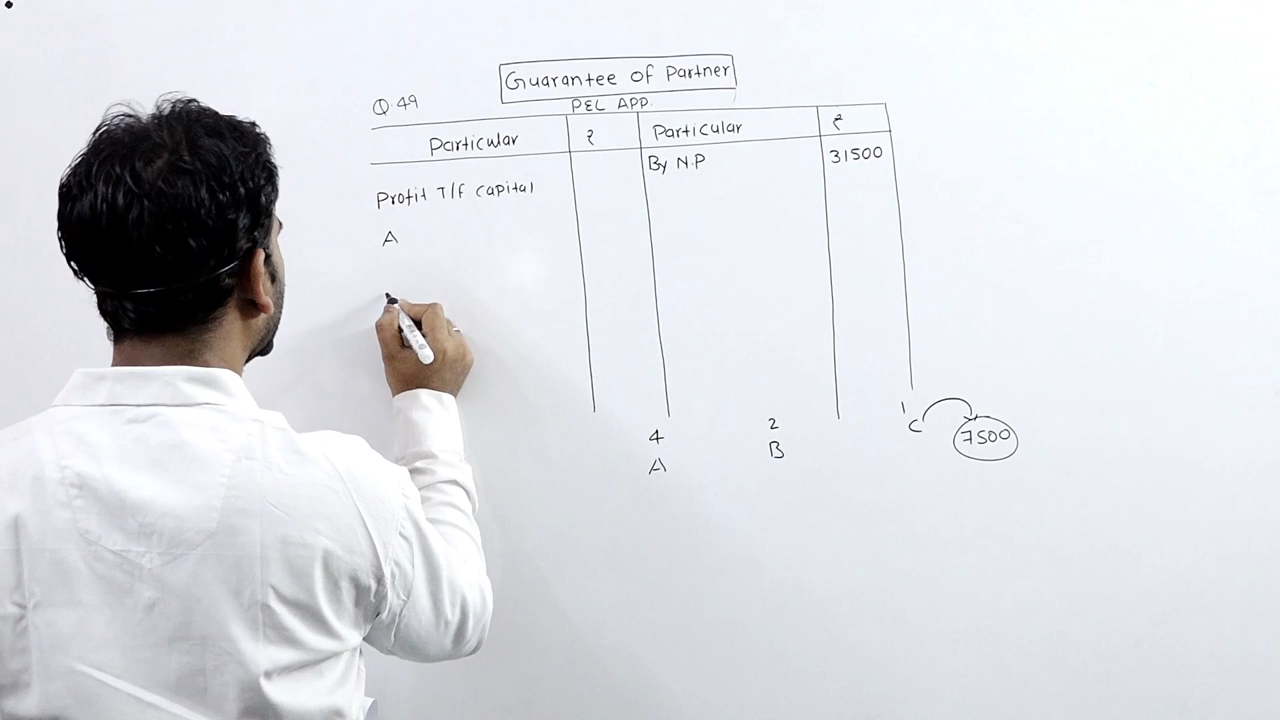 Guarantee of Partner
Q.49
P&L APP.
Particular ₹ Particular ₹
By N.P 31500
Profit T/f Capital
A
4 2 1
A B C 7500